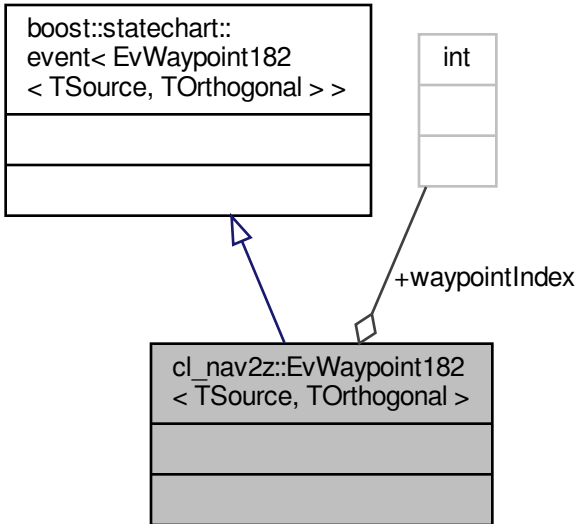 boost::statechart::
event< EvWaypoint182
< TSource, TOrthogonal > >
int
+waypointIndex
cl_nav2z::EvWaypoint182
< TSource, TOrthogonal >